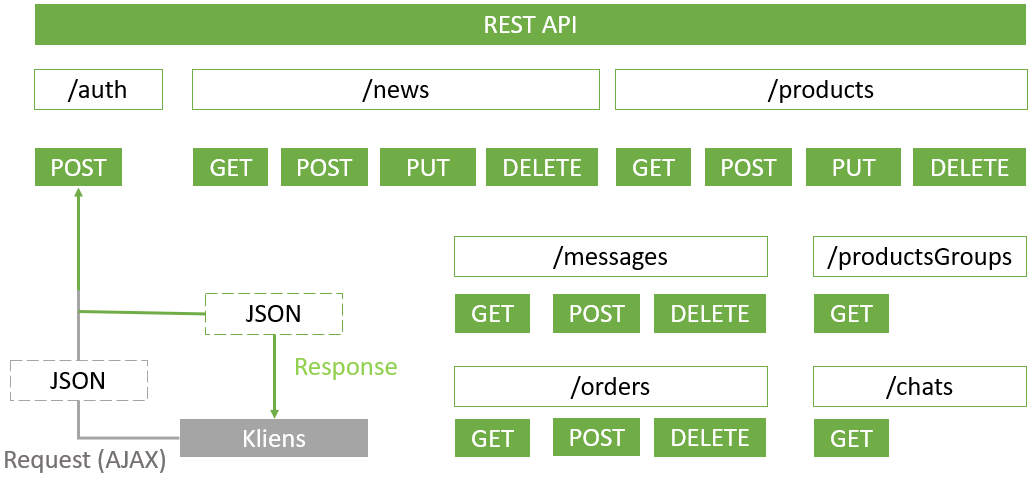 REST API
/auth
/news
/products
POST
GET
POST
PUT
DELETE
GET
POST
PUT
DELETE
/messages
/productsGroups
GET
POST
DELETE
GET
JSON
Response
JSON
/orders
/chats
GET
POST
DELETE
GET
Kliens
Request (AJAX)